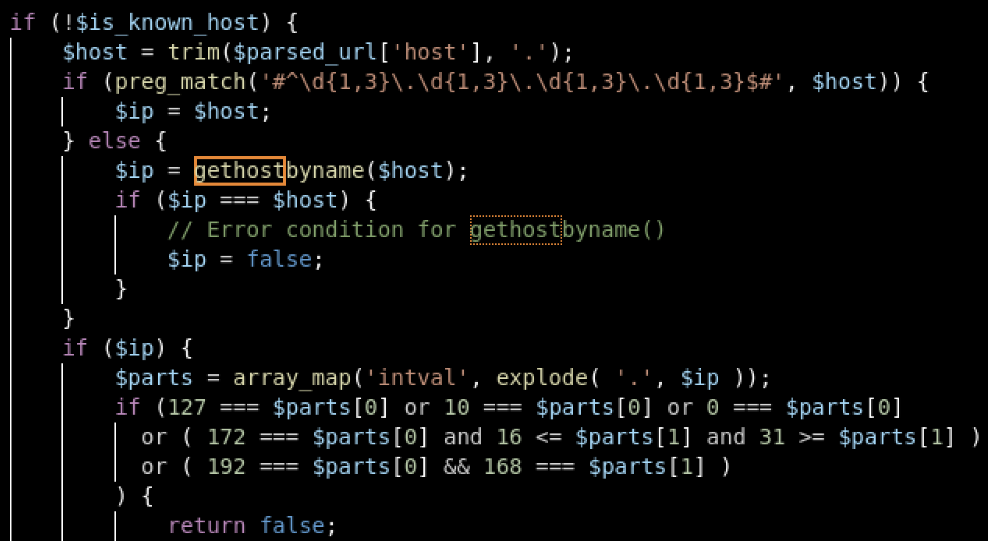 if (!$is_known_host) {
    $host = trim($parsed_url['host'], '.');
    if (preg_match('#^\d{1,3}\.\d{1,3}\.\d{1,3}\.\d{1,3}$#', $host)) {
        $ip = $host;
    } else {
        $ip = gethostbyname($host);
        if ($ip === $host) {
            // Error condition for gethostbyname()
            $ip = false;
        }
    }
    if ($ip) {
        $parts = array_map('intval', explode( '.', $ip ));
        if (127 === $parts[0] or 10 === $parts[0] or 0 === $parts[0]
          or ( 172 === $parts[0] and 16 <= $parts[1] and 31 >= $parts[1] )
          or ( 192 === $parts[0] && 168 === $parts[1] )
        ) {
            return false;